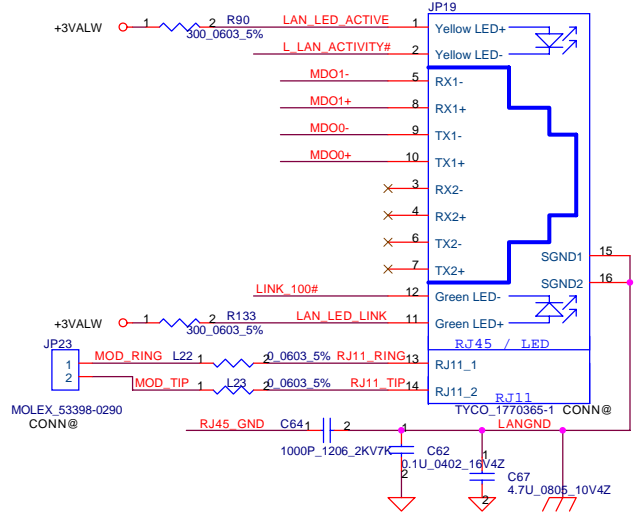 JP19
+3VALW 1 2 R90 LAN_LED_ACTIVE 1 Yellow LED+
300_0603_5%
L_LAN_ACTIVITY# 2 Yellow LED-
MDO1- 5 RX1-
MDO1+ 8 RX1+
MDO0- 9 TX1-
MDO0+ 10 TX1+
3 RX2-
4 RX2+
6 TX2-
7 TX2+
SGND1 15
SGND2 16
LINK_100# 12 Green LED-
+3VALW 1 2 R133 LAN_LED_LINK 11 Green LED+
300_0603_5%
RJ45 / LED
JP23
1 MOD_RING L22 1 2 0_0603_5% RJ11_RING 13 RJ11_1
2 MOD_TIP L23 1 2 0_0603_5% RJ11_TIP 14 RJ11_2
RJ11
MOLEX_53398-0290
CONN@
TYCO_1770365-1 CONN@
RJ45_GND C64 1 2 LANGND
1000P_1206_2KV7K
1 C62
0.1U_0402_16V4Z
2
1 C67
4.7U_0805_10V4Z
2